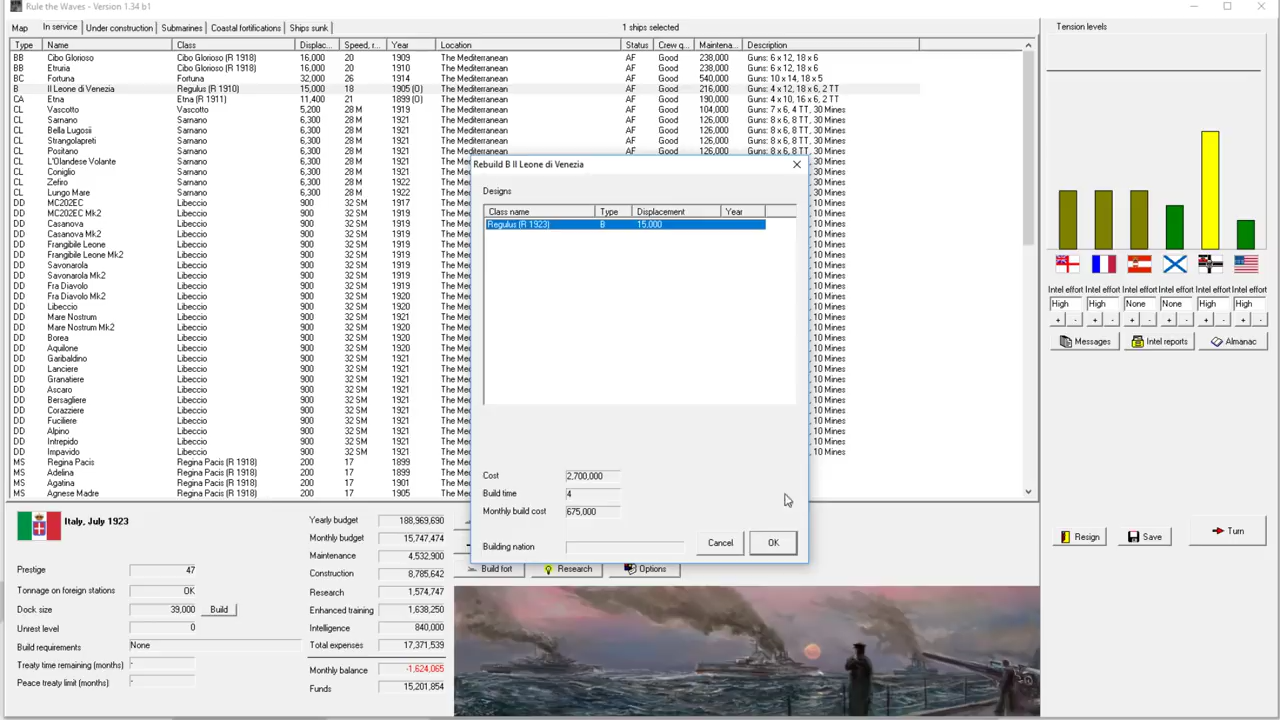 Rule the Waves - Version 1.34 b1
Map In service Under construction Submarines Coastal fortifications Ships sunk 1 ships selected
Type Name Class Displac... Speed, r... Year Location Status Crew q... Maintena... Description
BB Cibo Glorioso Cibo Glorioso (R 1918) 16,000 20 1909 The Mediterranean AF Good 238,000 Guns: 6 x 12, 18 x 6
BB Etruria Cibo Glorioso (R 1918) 16,000 20 1910 The Mediterranean AF Good 238,000 Guns: 6 x 12, 18 x 6
BC Fortuna Fortuna 32,000 26 1914 The Mediterranean AF Good 540,000 Guns: 10 x 14, 18 x 5
B Il Leone di Venezia Regulus (R 1910) 15,000 18 1905 (O) The Mediterranean AF Good 216,000 Guns: 4 x 12, 18 x 6, 2 TT
CA Etna Etna (R 1911) 11,400 21 1899 (O) The Mediterranean AF Good 190,000 Guns: 4 x 10, 16 x 6, 2 TT
CL Vascotto Vascotto 5,200 28 M 1919 The Mediterranean AF Good 104,000 Guns: 7 x 6, 4 TT, 30 Mines
CL Sarnano Sarnano 6,300 28 M 1919 The Mediterranean AF Good 126,000 Guns: 8 x 6, 8 TT, 30 Mines
CL Bella Lugosii Sarnano 6,300 28 M 1919 The Mediterranean AF Good 126,000 Guns: 8 x 6, 8 TT, 30 Mines
CL Strangolapreti Sarnano 6,300 28 M 1919 The Mediterranean AF Good 126,000 Guns: 8 x 6, 8 TT, 30 Mines
CL Positano Sarnano 6,300 28 M 1919 The Mediterranean AF Good 126,000 Guns: 8 x 6, 8 TT, 30 Mines
CL L'Olandese Volante Sarnano 6,300 28 M 1919 , 30 Mines
CL Coniglio Sarnano 6,300 28 M 1919 , 30 Mines
CL Zefiro Sarnano 6,300 28 M 1922 , 30 Mines
CL Lungo Mare Sarnano 6,300 28 M 1922 , 30 Mines
DD MC202EC Libeccio 900 32 SM 1917 , 10 Mines
DD MC202EC Mk2 Libeccio 900 32 SM 1919 , 10 Mines
DD Casanova Libeccio 900 32 SM 1919 , 10 Mines
DD Casanova Mk2 Libeccio 900 32 SM 1919 , 10 Mines
DD Frangibile Leone Libeccio 900 32 SM 1919 , 10 Mines
DD Frangibile Leone Mk2 Libeccio 900 32 SM 1919 , 10 Mines
DD Savonarola Libeccio 900 32 SM 1919 , 10 Mines
DD Savonarola Mk2 Libeccio 900 32 SM 1919 , 10 Mines
DD Fra Diavolo Libeccio 900 32 SM 1919 , 10 Mines
DD Fra Diavolo Mk2 Libeccio 900 32 SM 1920 , 10 Mines
DD Libeccio Libeccio 900 32 SM 1920 , 10 Mines
DD Mare Nostrum Libeccio 900 32 SM 1919 , 10 Mines
DD Mare Nostrum Mk2 Libeccio 900 32 SM 1920 , 10 Mines
DD Borea Libeccio 900 32 SM 1920 , 10 Mines
DD Aquilone Libeccio 900 32 SM 1920 , 10 Mines
DD Garibaldino Libeccio 900 32 SM 1921 , 10 Mines
DD Lanciere Libeccio 900 32 SM 1921 , 10 Mines
DD Granatiere Libeccio 900 32 SM 1921 , 10 Mines
DD Ascaro Libeccio 900 32 SM 1921 , 10 Mines
DD Bersagliere Libeccio 900 32 SM 1921 , 10 Mines
DD Corazziere Libeccio 900 32 SM 1921 , 10 Mines
DD Fuciliere Libeccio 900 32 SM 1921 , 10 Mines
DD Alpino Libeccio 900 32 SM 1921 , 10 Mines
DD Intrepido Libeccio 900 32 SM 1921 , 10 Mines
DD Impavido Libeccio 900 32 SM 1921 , 10 Mines
MS Regina Pacis Regina Pacis (R 1918) 200 17 1899
MS Adelina Regina Pacis (R 1918) 200 17 1899
MS Agatina Regina Pacis (R 1918) 200 17 1901
MS Agnese Madre Regina Pacis (R 1918) 200 17 1905
Rebuild B Il Leone di Venezia
Designs
Class name Type Displacement Year
Regulus (R 1923) B 15,000
Cost 2,700,000
Build time 4
Monthly build cost 675,000
Building nation
Cancel OK
Tension levels
Intel effort Intel effort Intel effort Intel effort Intel effort Intel effort
High High None None High High
+ - + - + - + - + - + -
Messages Intel reports Almanac
Resign Save Turn
Italy, July 1923
Prestige 47
Tonnage on foreign stations OK
Dock size 39,000 Build
Unrest level 0
Build requirements None
Treaty time remaining (months) -
Peace treaty limit (months) -
Yearly budget 188,969,690
Monthly budget 15,747,474
Maintenance 4,532,900
Construction 8,785,642
Research 1,574,747
Enhanced training 1,638,250
Intelligence 840,000
Total expenses 17,371,539
Monthly balance -1,624,065
Funds 15,201,854
Build fort Research Options